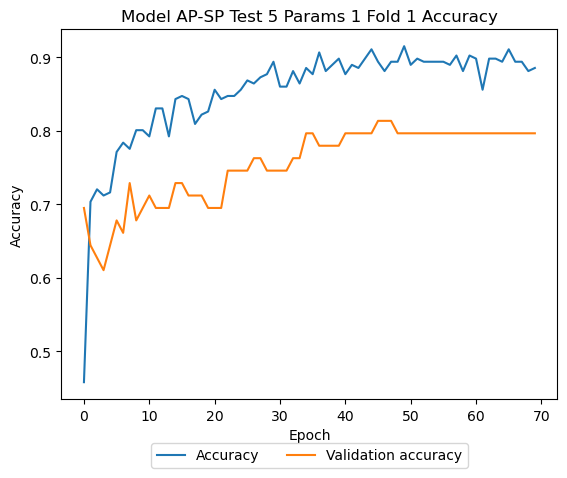 Model AP-SP Test 5 Params 1 Fold 1 Accuracy
Accuracy
0.9
0.8
0.7
0.6
0.5
0 10 20 30 40 50 60 70
Epoch
Accuracy Validation accuracy